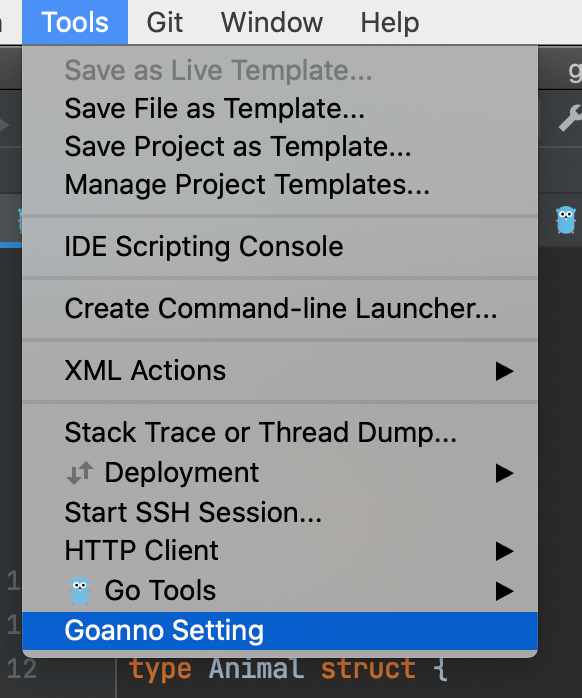 Tools Git Window Help
Save as Live Template...
Save File as Template...
Save Project as Template...
Manage Project Templates...
IDE Scripting Console
Create Command-line Launcher...
XML Actions
Stack Trace or Thread Dump...
Deployment
Start SSH Session...
HTTP Client
Go Tools
Goanno Setting
12 type Animal struct {